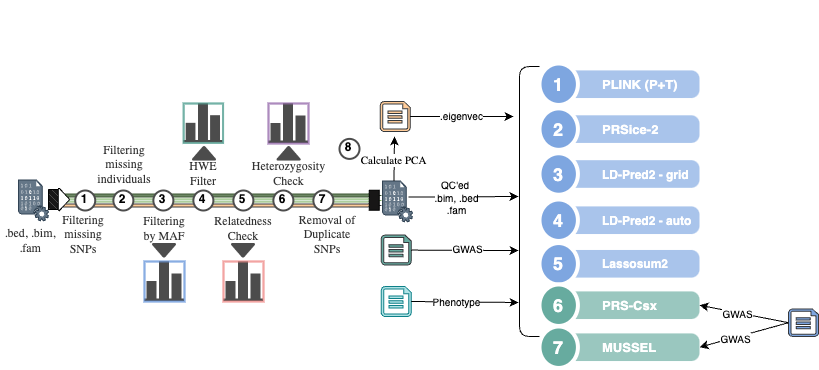 .bed, .bim,
.fam
1
Filtering
missing
SNPs
2
Filtering
missing
individuals
3
Filtering
by MAF
4
HWE
Filter
5
Relatedness
Check
6
Heterozygosity
Check
7
Removal of
Duplicate
SNPs
8
Calculate PCA
.eigenvec
QC'ed
.bim, .bed
.fam
GWAS
Phenotype
1 PLINK (P+T)
2 PRSice-2
3 LD-Pred2 - grid
4 LD-Pred2 - auto
5 Lassosum2
6 PRS-Csx
7 MUSSEL
GWAS
GWAS